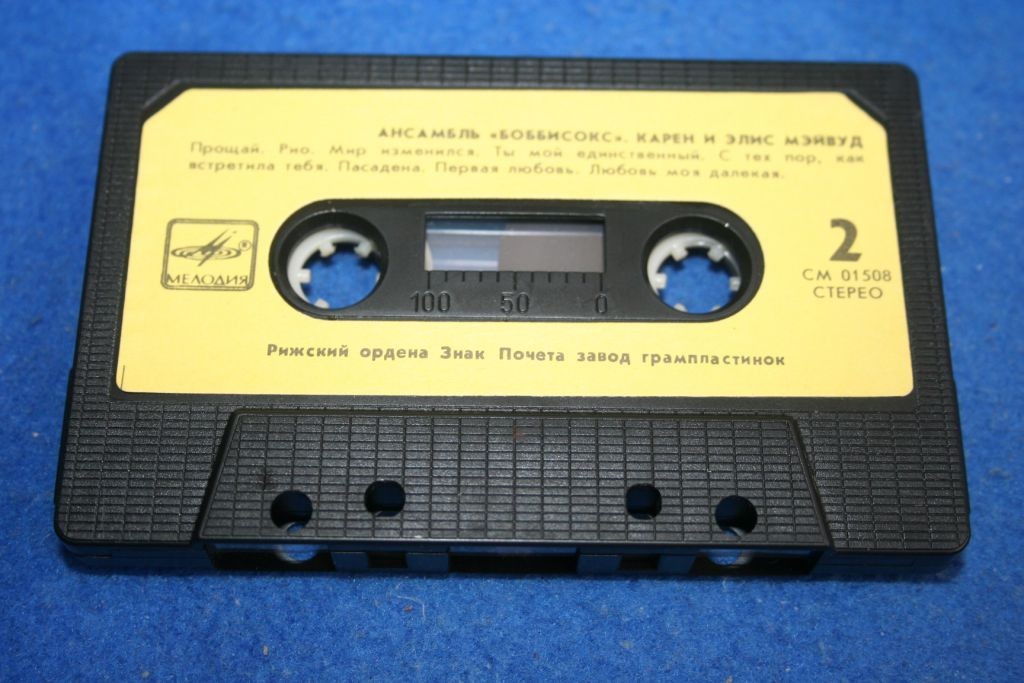 АНСАМБЛЬ «БОББИСОКС». КАРЕН И ЭЛИС МЭЙВУД
Прощай. Рио. Мир изменился. Ты мой единственный. С тех пор, как
встретила тебя. Пасадена. Первая любовь. Любовь моя далекая.
МЕЛОДИЯ
®
2
СМ 01508
СТЕРЕО
100 50 0
Рижский ордена Знак Почета завод грампластинок